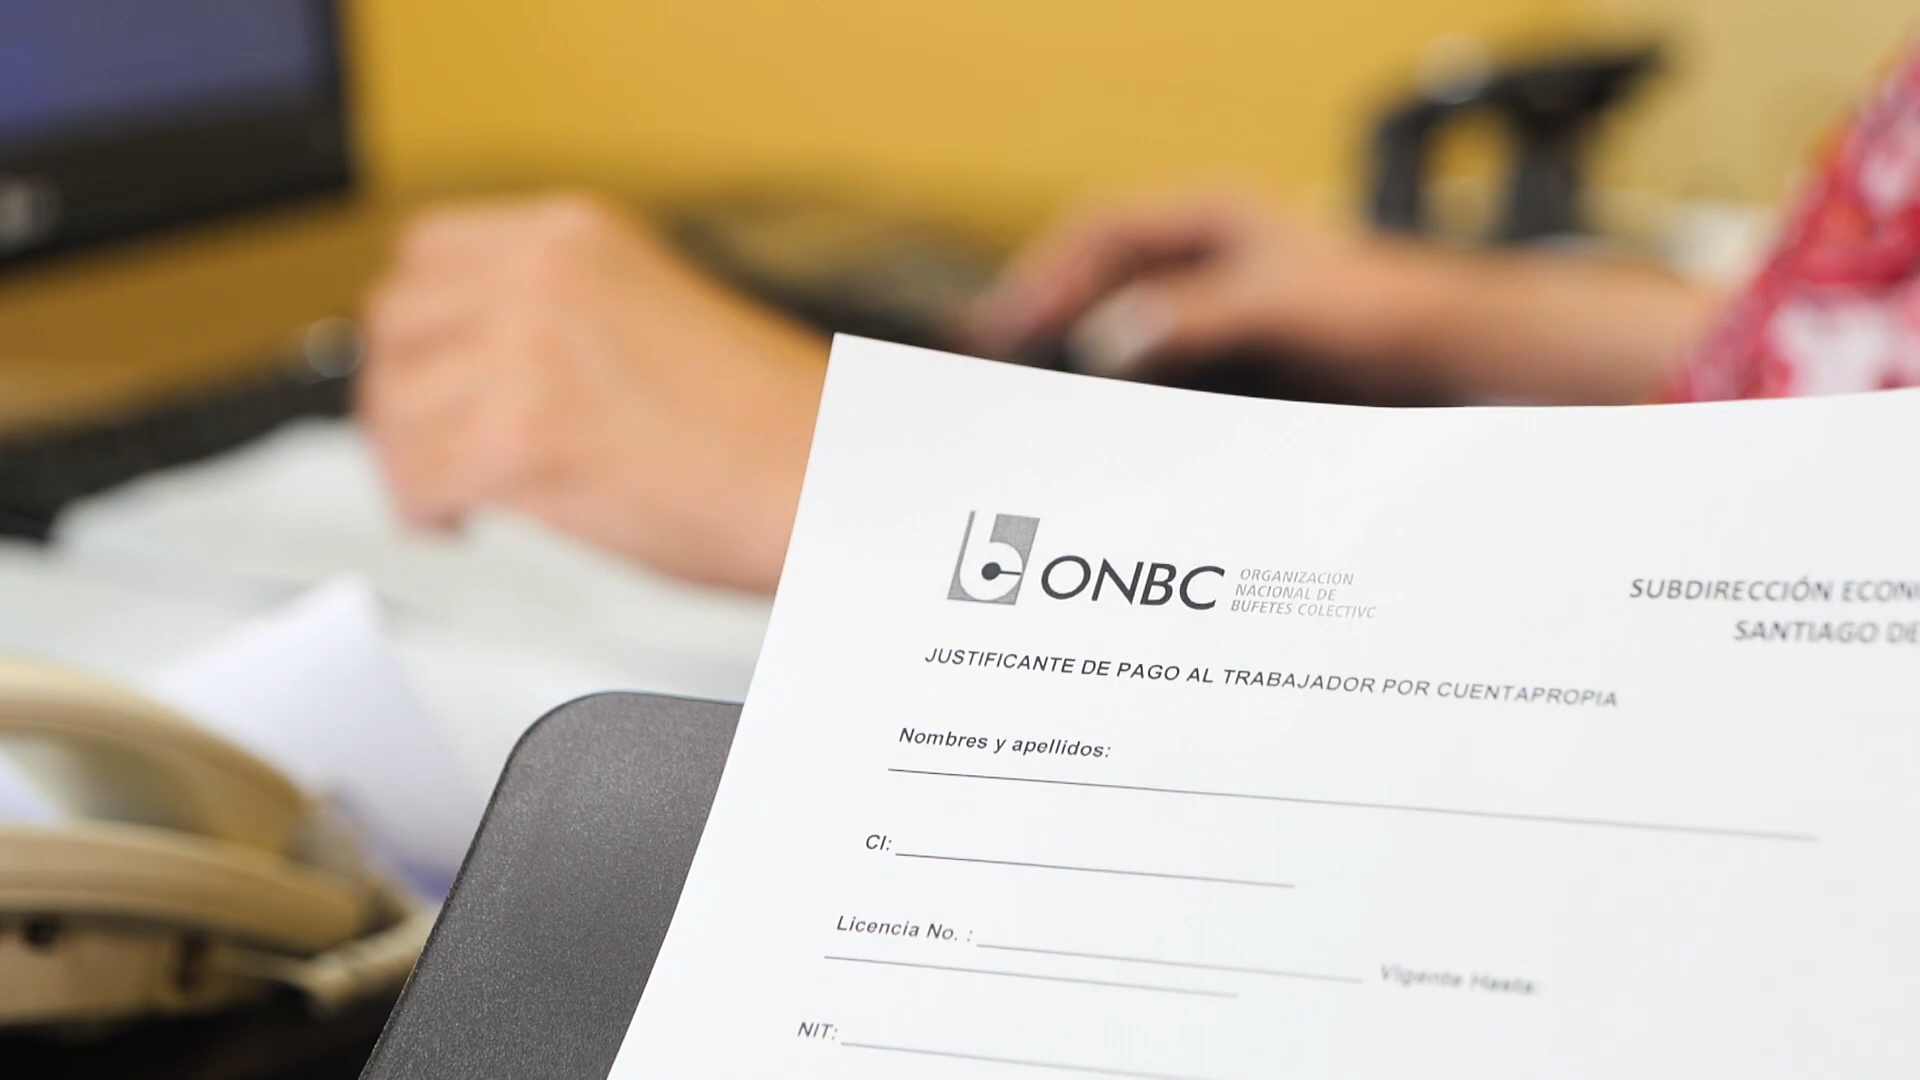 ONBC
ORGANIZACIÓN
NACIONAL DE
BUFETES COLECTIVC
SUBDIRECCIÓN
SANTIAGO DE
JUSTIFICANTE DE PAGO AL TRABAJADOR POR CUENTAPROPIA
Nombres y apellidos:
CI:
Licencia No. :
Vigente Hasta:
NIT: